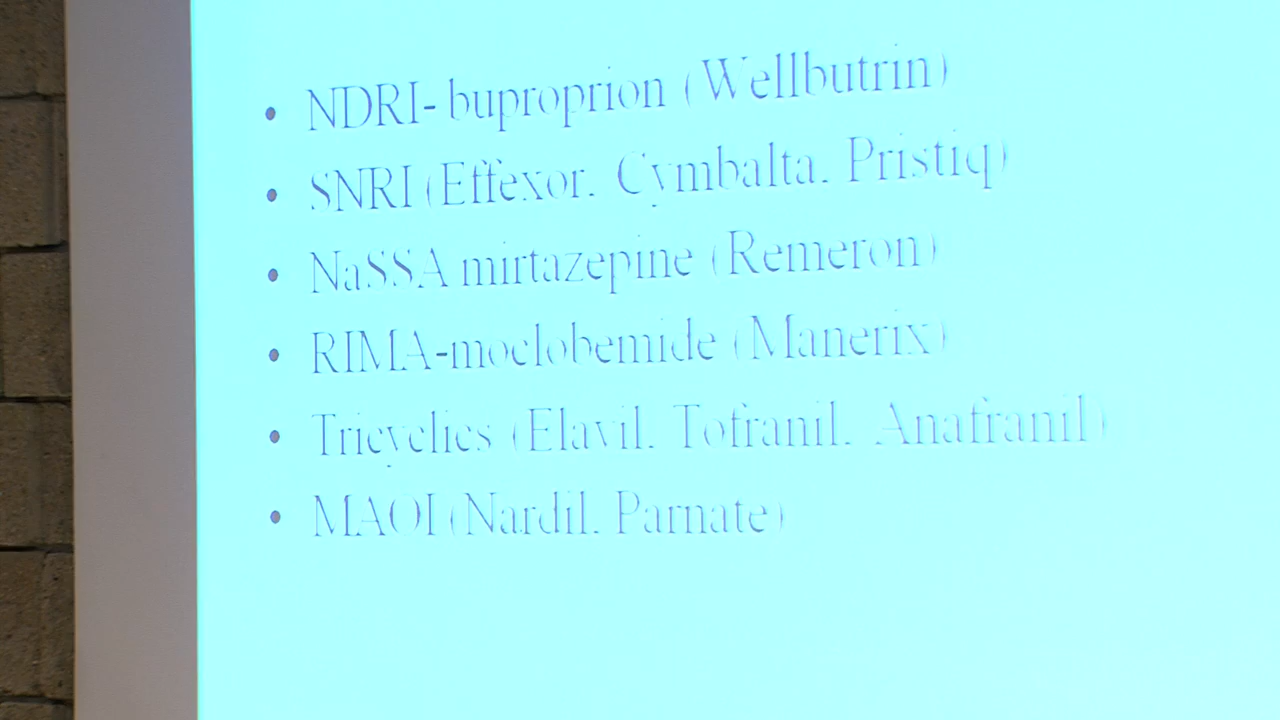 • NDRI- buproprion (Wellbutrin)
• SNRI (Effexor, Cymbalta, Pristiq)
• NaSSA mirtazepine (Remeron)
• RIMA-moclobemide (Manerix)
• Tricyclics (Elavil, Tofranil, Anafranil)
• MAOI (Nardil, Parnate)